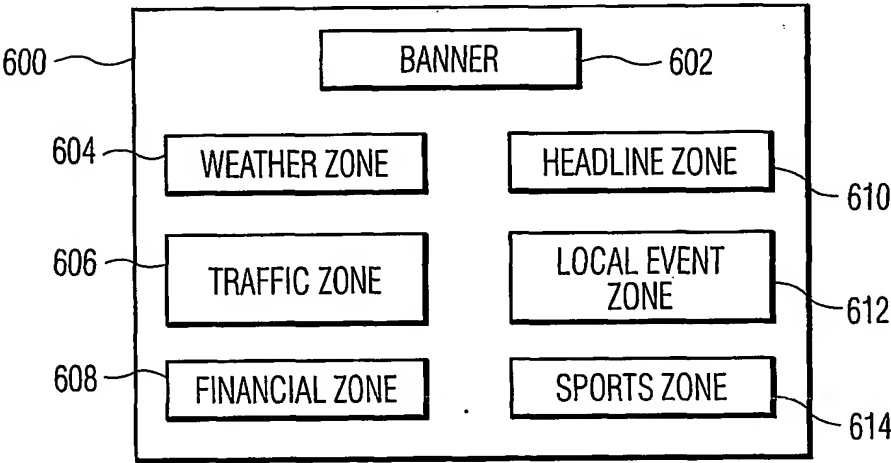 600
BANNER
602
604
WEATHER ZONE
HEADLINE ZONE
610
606
TRAFFIC ZONE
LOCAL EVENT
ZONE
612
608
FINANCIAL ZONE
SPORTS ZONE
614